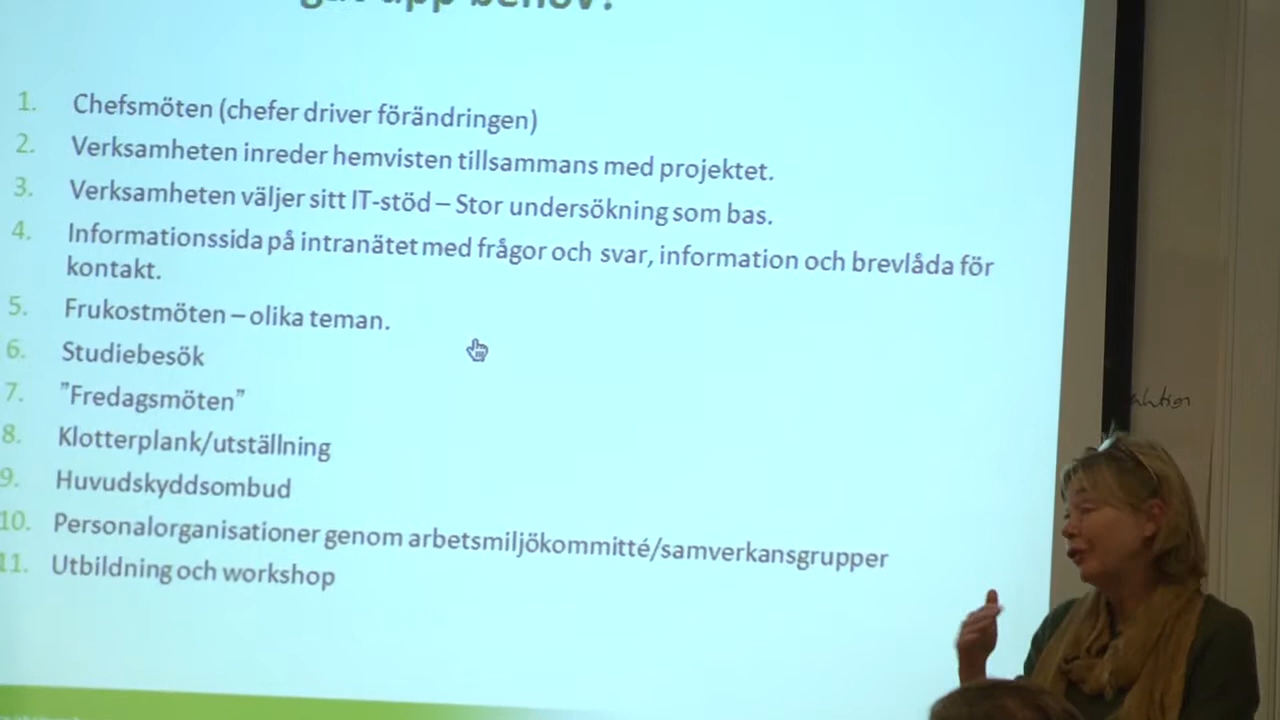 upp behov?
1. Chefsmöten (chefer driver förändringen)
2. Verksamheten inreder hemvisten tillsammans med projektet.
3. Verksamheten väljer sitt IT-stöd – Stor undersökning som bas.
4. Informationssida på intranätet med frågor och svar, information och brevlåda för
kontakt.
5. Frukostmöten – olika teman.
6. Studiebesök
7. ”Fredagsmöten”
8. Klotterplank/utställning
9. Huvudskyddsombud
10. Personalorganisationer genom arbetsmiljökommitté/samverkansgrupper
11. Utbildning och workshop